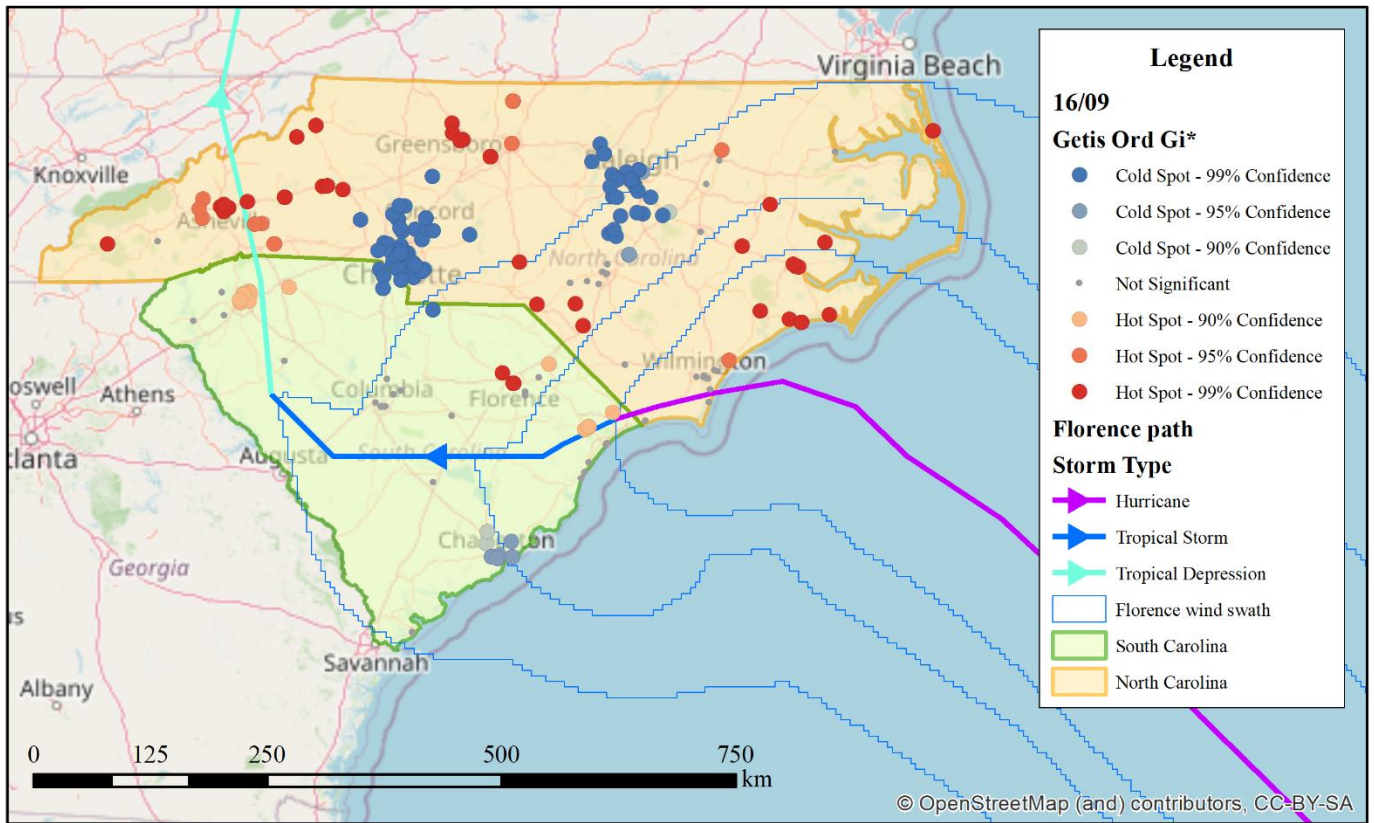 Virginia Beach
Greensboro
Raleigh
Knoxville
Asheville
Concord
North Carolina
Charlotte
Wilmington
Columbia
Florence
oswell
Athens
tlanta
South Carolina
Augusta
Charleston
Georgia
us
Savannah
Albany
Legend
16/09
Getis Ord Gi*
Cold Spot - 99% Confidence
Cold Spot - 95% Confidence
Cold Spot - 90% Confidence
Not Significant
Hot Spot - 90% Confidence
Hot Spot - 95% Confidence
Hot Spot - 99% Confidence
Florence path
Storm Type
Hurricane
Tropical Storm
Tropical Depression
Florence wind swath
South Carolina
North Carolina
0 125 250 500 750
km
© OpenStreetMap (and) contributors, CC-BY-SA